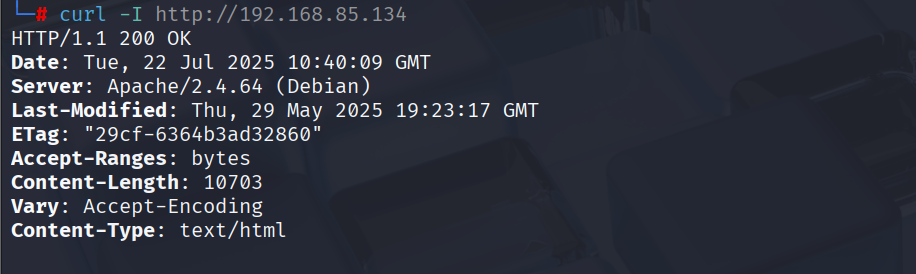 └─# curl -I http://192.168.85.134
HTTP/1.1 200 OK
Date: Tue, 22 Jul 2025 10:40:09 GMT
Server: Apache/2.4.64 (Debian)
Last-Modified: Thu, 29 May 2025 19:23:17 GMT
ETag: "29cf-6364b3ad32860"
Accept-Ranges: bytes
Content-Length: 10703
Vary: Accept-Encoding
Content-Type: text/html